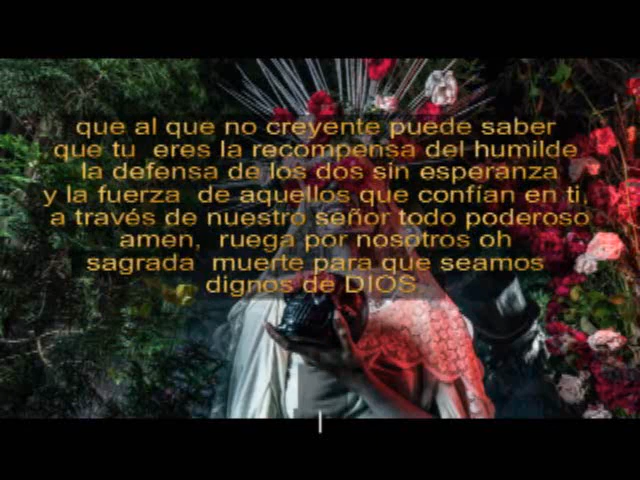 que al que no creyente puede saber
que tu eres la recompensa del humilde
la defensa de los dos sin esperanza
y la fuerza de aquellos que confían en ti,
a través de nuestro señor todo poderoso
amen, ruega por nosotros oh
sagrada muerte para que seamos
dignos de DIOS